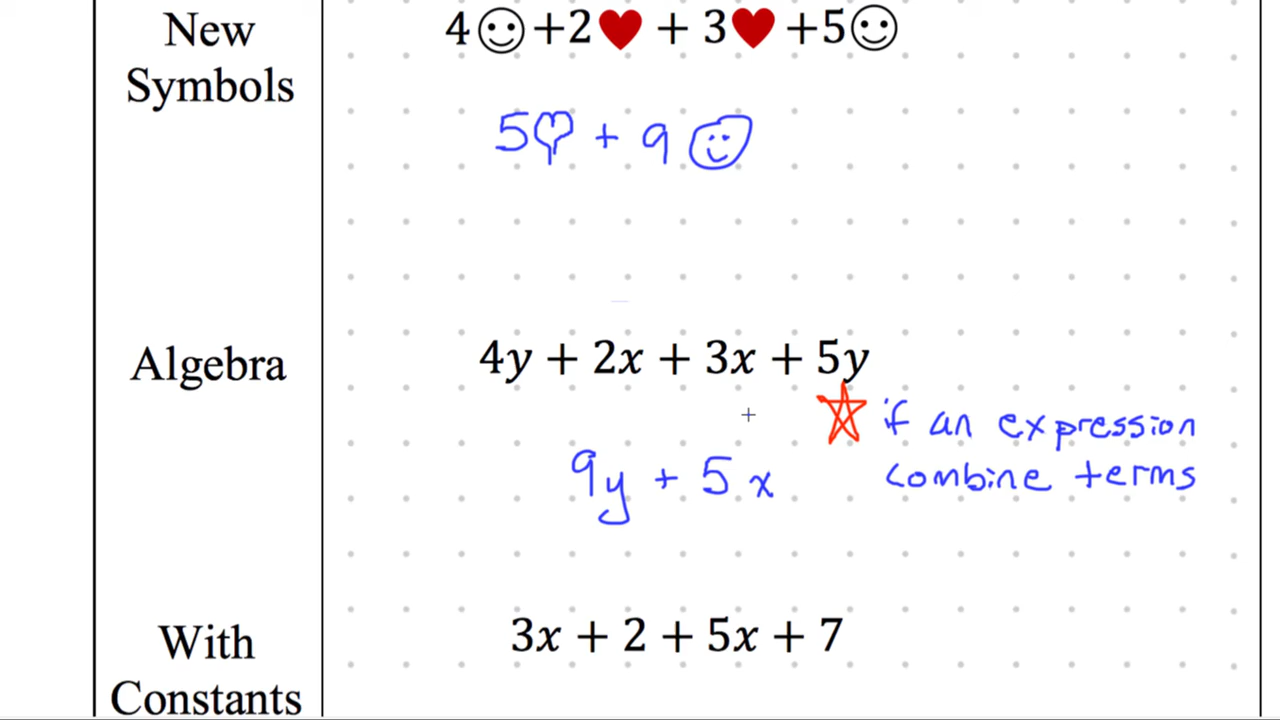 New
Symbols
4☺+2♥ + 3♥ +5☺
5♡ + 9☺
Algebra
4y + 2x + 3x + 5y
☆ if an expression
combine terms
9y + 5x
With
Constants
3x + 2 + 5x + 7